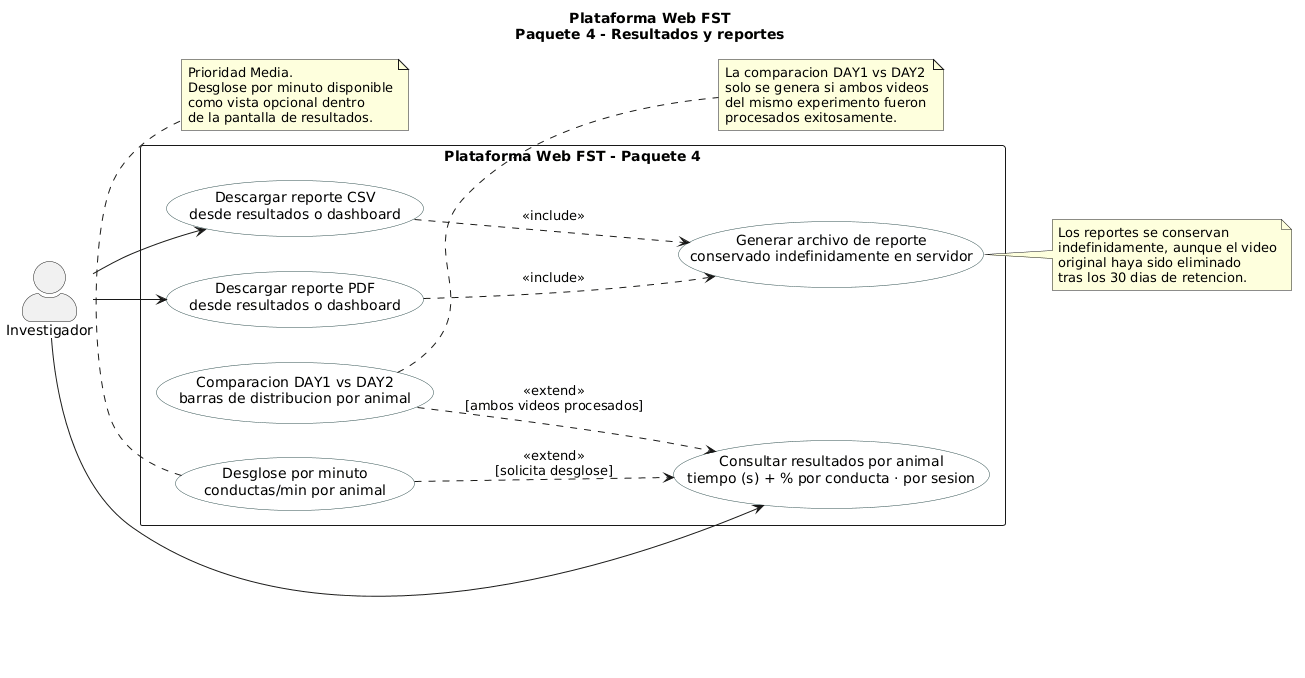 Plataforma Web FST
Paquete 4 - Resultados y reportes
Prioridad Media.
Desglose por minuto disponible
como vista opcional dentro
de la pantalla de resultados.
La comparacion DAY1 vs DAY2
solo se genera si ambos videos
del mismo experimento fueron
procesados exitosamente.
Plataforma Web FST - Paquete 4
Descargar reporte CSV
desde resultados o dashboard
«include»
Generar archivo de reporte
conservado indefinidamente en servidor
Los reportes se conservan
indefinidamente, aunque el video
original haya sido eliminado
tras los 30 dias de retencion.
Descargar reporte PDF
desde resultados o dashboard
«include»
Investigador
Comparacion DAY1 vs DAY2
barras de distribucion por animal
«extend»
[ambos videos procesados]
Desglose por minuto
conductas/min por animal
«extend»
[solicita desglose]
Consultar resultados por animal
tiempo (s) + % por conducta · por sesion